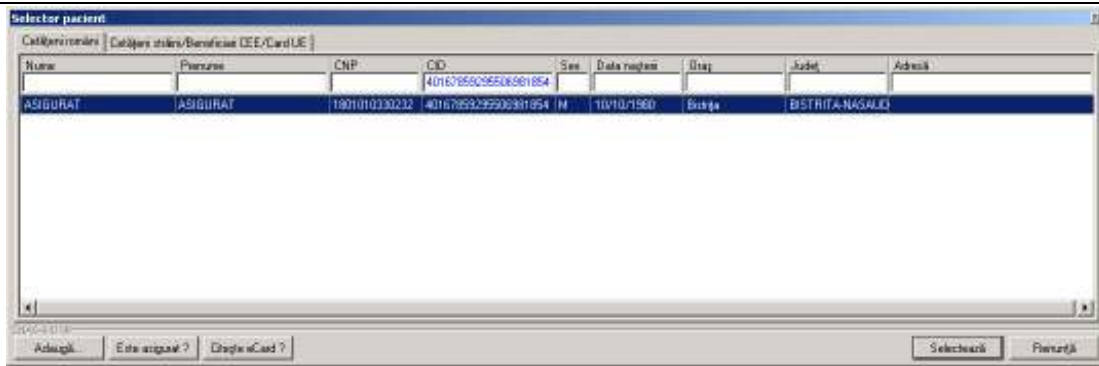 Selector pacient
Cetăţeni români Cetăţeni străini/Beneficiari CEE/Card UE
Nume Prenume CNP CID Sex Data naşterii Oraş Judeţ Adresă
40167859295506981854
ASIGURAT ASIGURAT 1801010330232 40167859295506981854 M 10/10/1980 Bistriţa BISTRITA-NASAUD
Adaugă... Este asigurat ? Citeşte eCard ? Selectează Renunţă